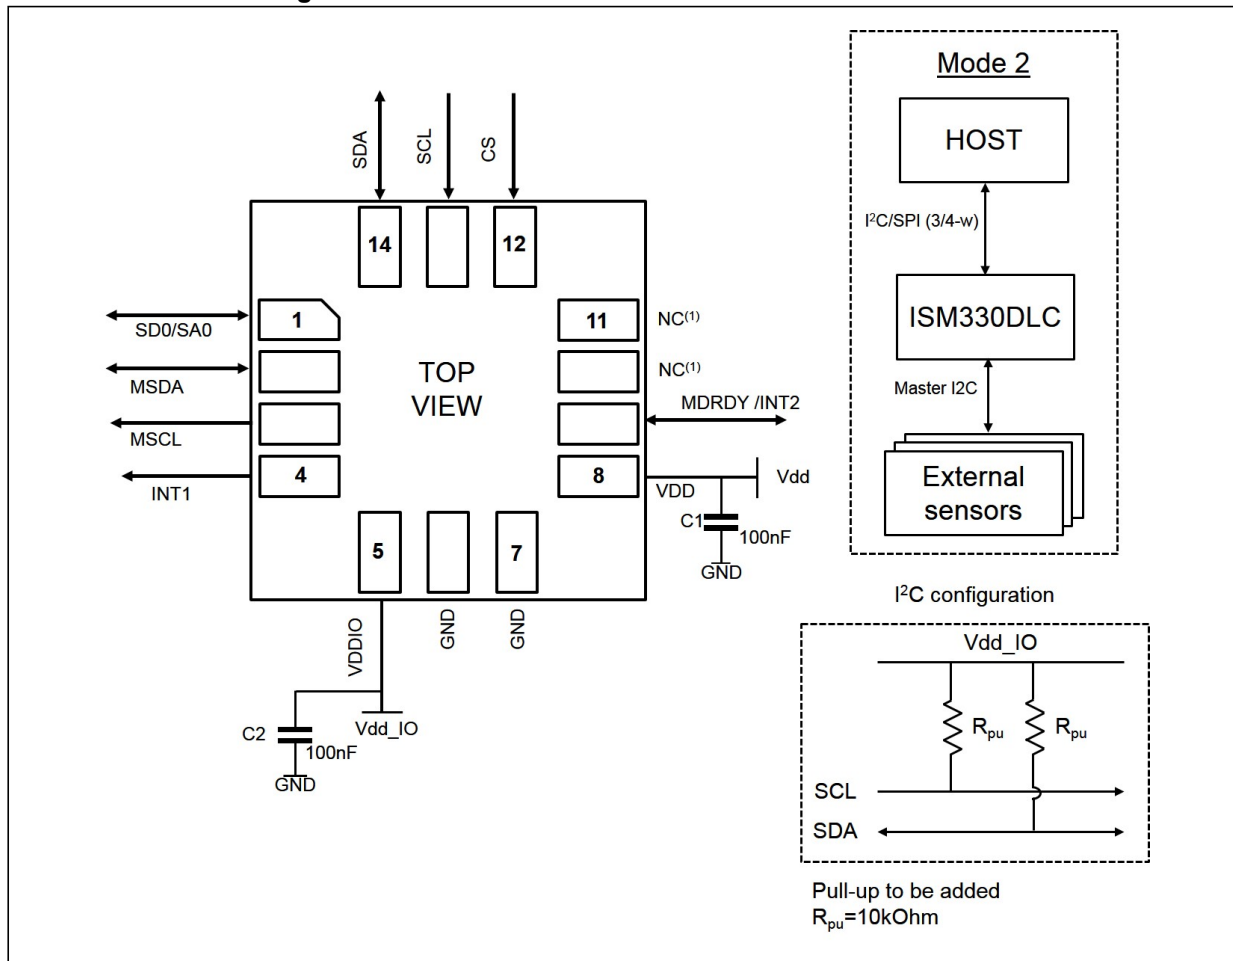 SDA
SCL
CS
14
12
1
11
NC(1)
SD0/SA0
NC(1)
MSDA
TOP
VIEW
MDRDY /INT2
MSCL
4
8
INT1
VDD
Vdd
C1
100nF
GND
5
7
VDDIO
GND
GND
C2
100nF
Vdd_IO
GND
Mode 2
HOST
I²C/SPI (3/4-w)
ISM330DLC
Master I2C
External
sensors
I²C configuration
Vdd_IO
Rpu
Rpu
SCL
SDA
Pull-up to be added
Rpu=10kOhm